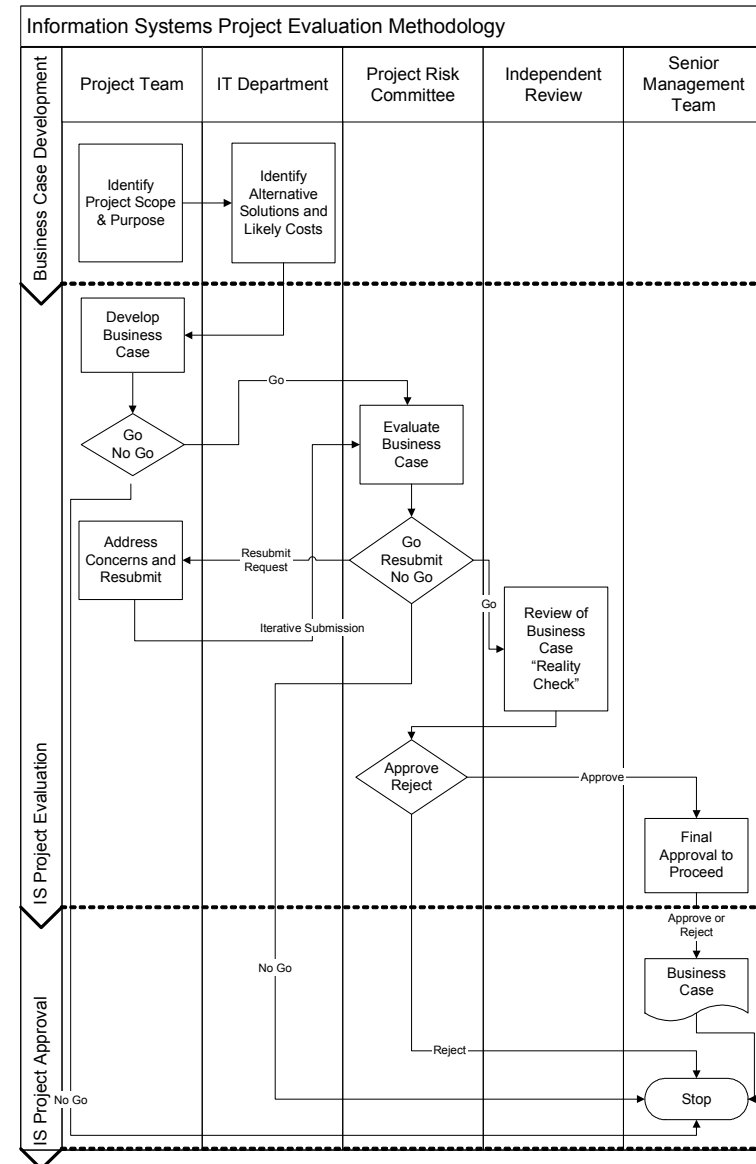 Information Systems Project Evaluation Methodology
Business Case Development
Project Team
IT Department
Project Risk
Committee
Independent
Review
Senior
Management
Team
Identify
Project Scope
& Purpose
Identify
Alternative
Solutions and
Likely Costs
IS Project Evaluation
Develop
Business
Case
Go
Go
No Go
Evaluate
Business
Case
Address
Concerns and
Resubmit
Resubmit
Request
Go
Resubmit
No Go
Go
Iterative Submission
Review of
Business
Case
“Reality
Check”
Approve
Reject
Approve
Final
Approval to
Proceed
IS Project Approval
Approve or
Reject
No Go
Business
Case
Reject
No Go
Stop